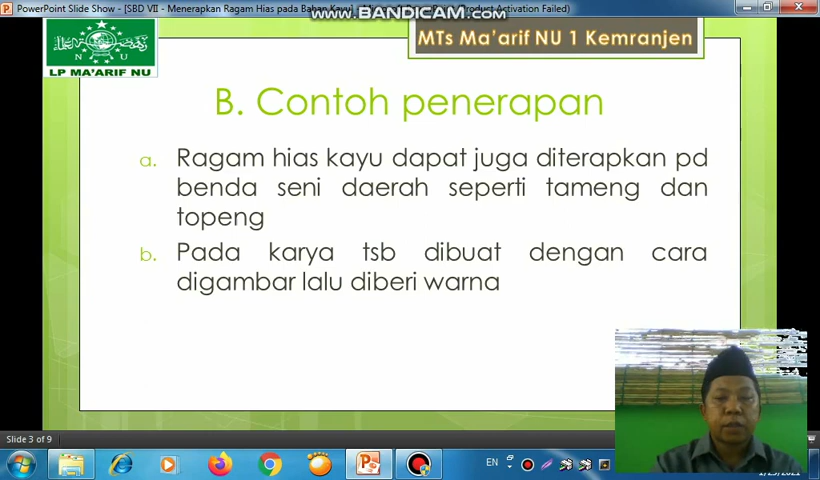 PowerPoint Slide Show - [SBD VII - Menerapkan Ragam Hias pada Bahan Kayu] - Product Activation Failed)
www.BANDICAM.com
MTs Ma'arif NU 1 Kemranjen
N U
LP MA'ARIF NU
B. Contoh penerapan
a. Ragam hias kayu dapat juga diterapkan pd
benda seni daerah seperti tameng dan
topeng
b. Pada karya tsb dibuat dengan cara
digambar lalu diberi warna
Slide 3 of 9
EN